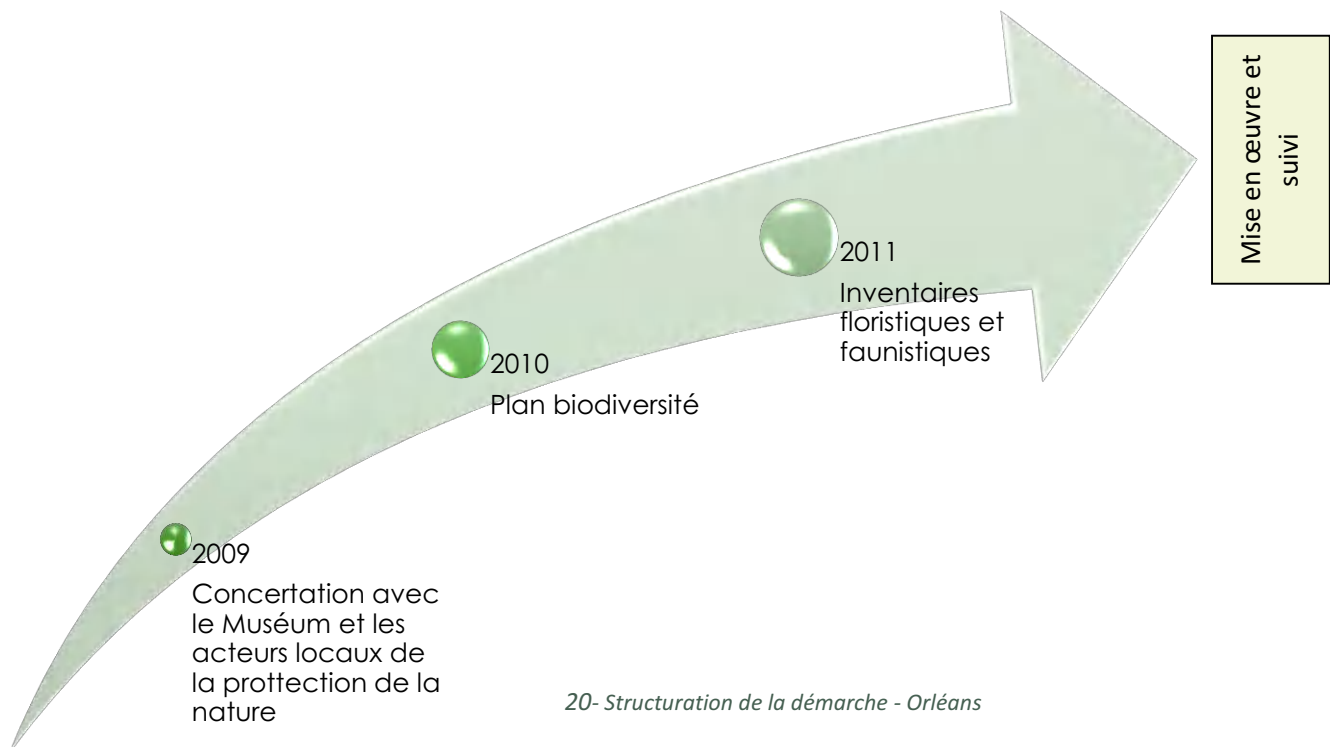 2009
Concertation avec
le Muséum et les
acteurs locaux de
la prottection de la
nature
2010
Plan biodiversité
2011
Inventaires
floristiques et
faunistiques
Mise en œuvre et
suivi
20- Structuration de la démarche - Orléans